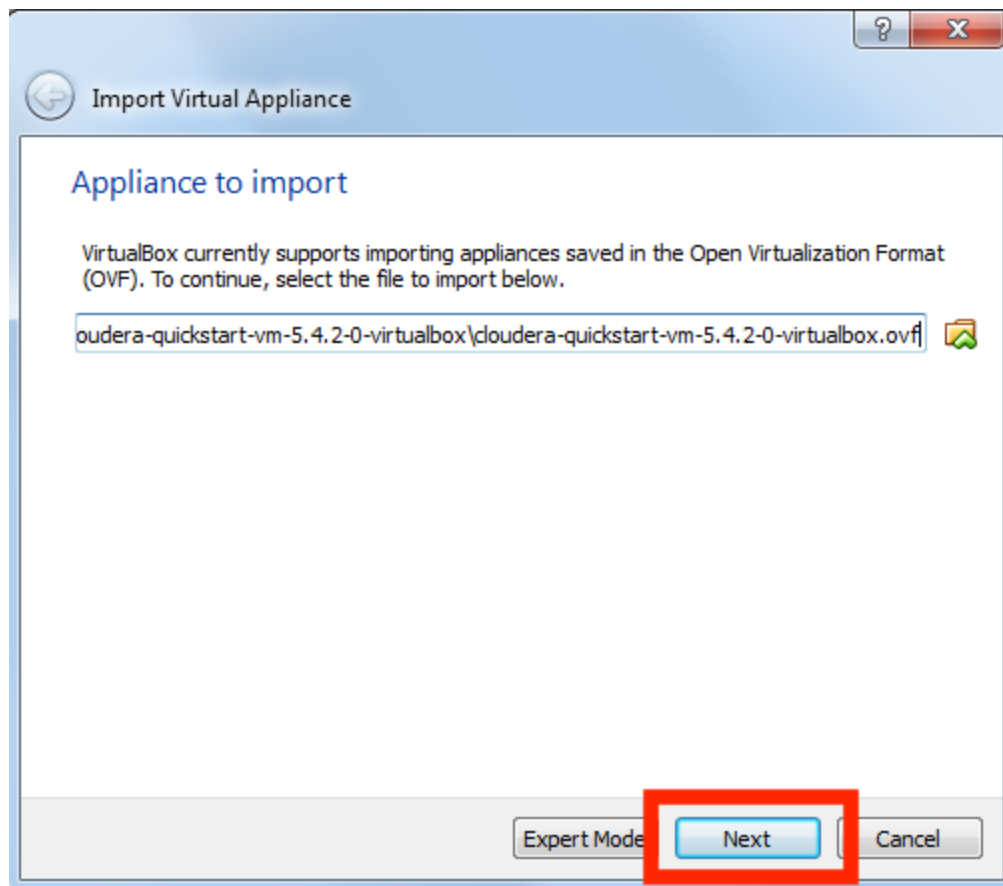 ?
x
Import Virtual Appliance
Appliance to import
VirtualBox currently supports importing appliances saved in the Open Virtualization Format
(OVF). To continue, select the file to import below.
oudera-quickstart-vm-5.4.2-0-virtualbox\cloudera-quickstart-vm-5.4.2-0-virtualbox.ovf
Expert Mode Next Cancel